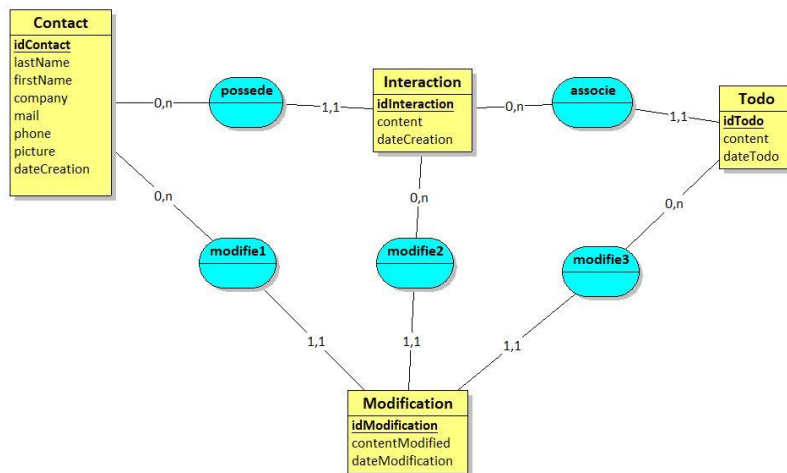 Contact
idContact
lastName
firstName
company
mail
phone
picture
dateCreation
0,n
possede
1,1
Interaction
idInteraction
content
dateCreation
0,n
associe
1,1
Todo
idTodo
content
dateTodo
0,n
modifie1
1,1
0,n
modifie2
1,1
0,n
modifie3
1,1
Modification
idModification
contentModified
dateModification